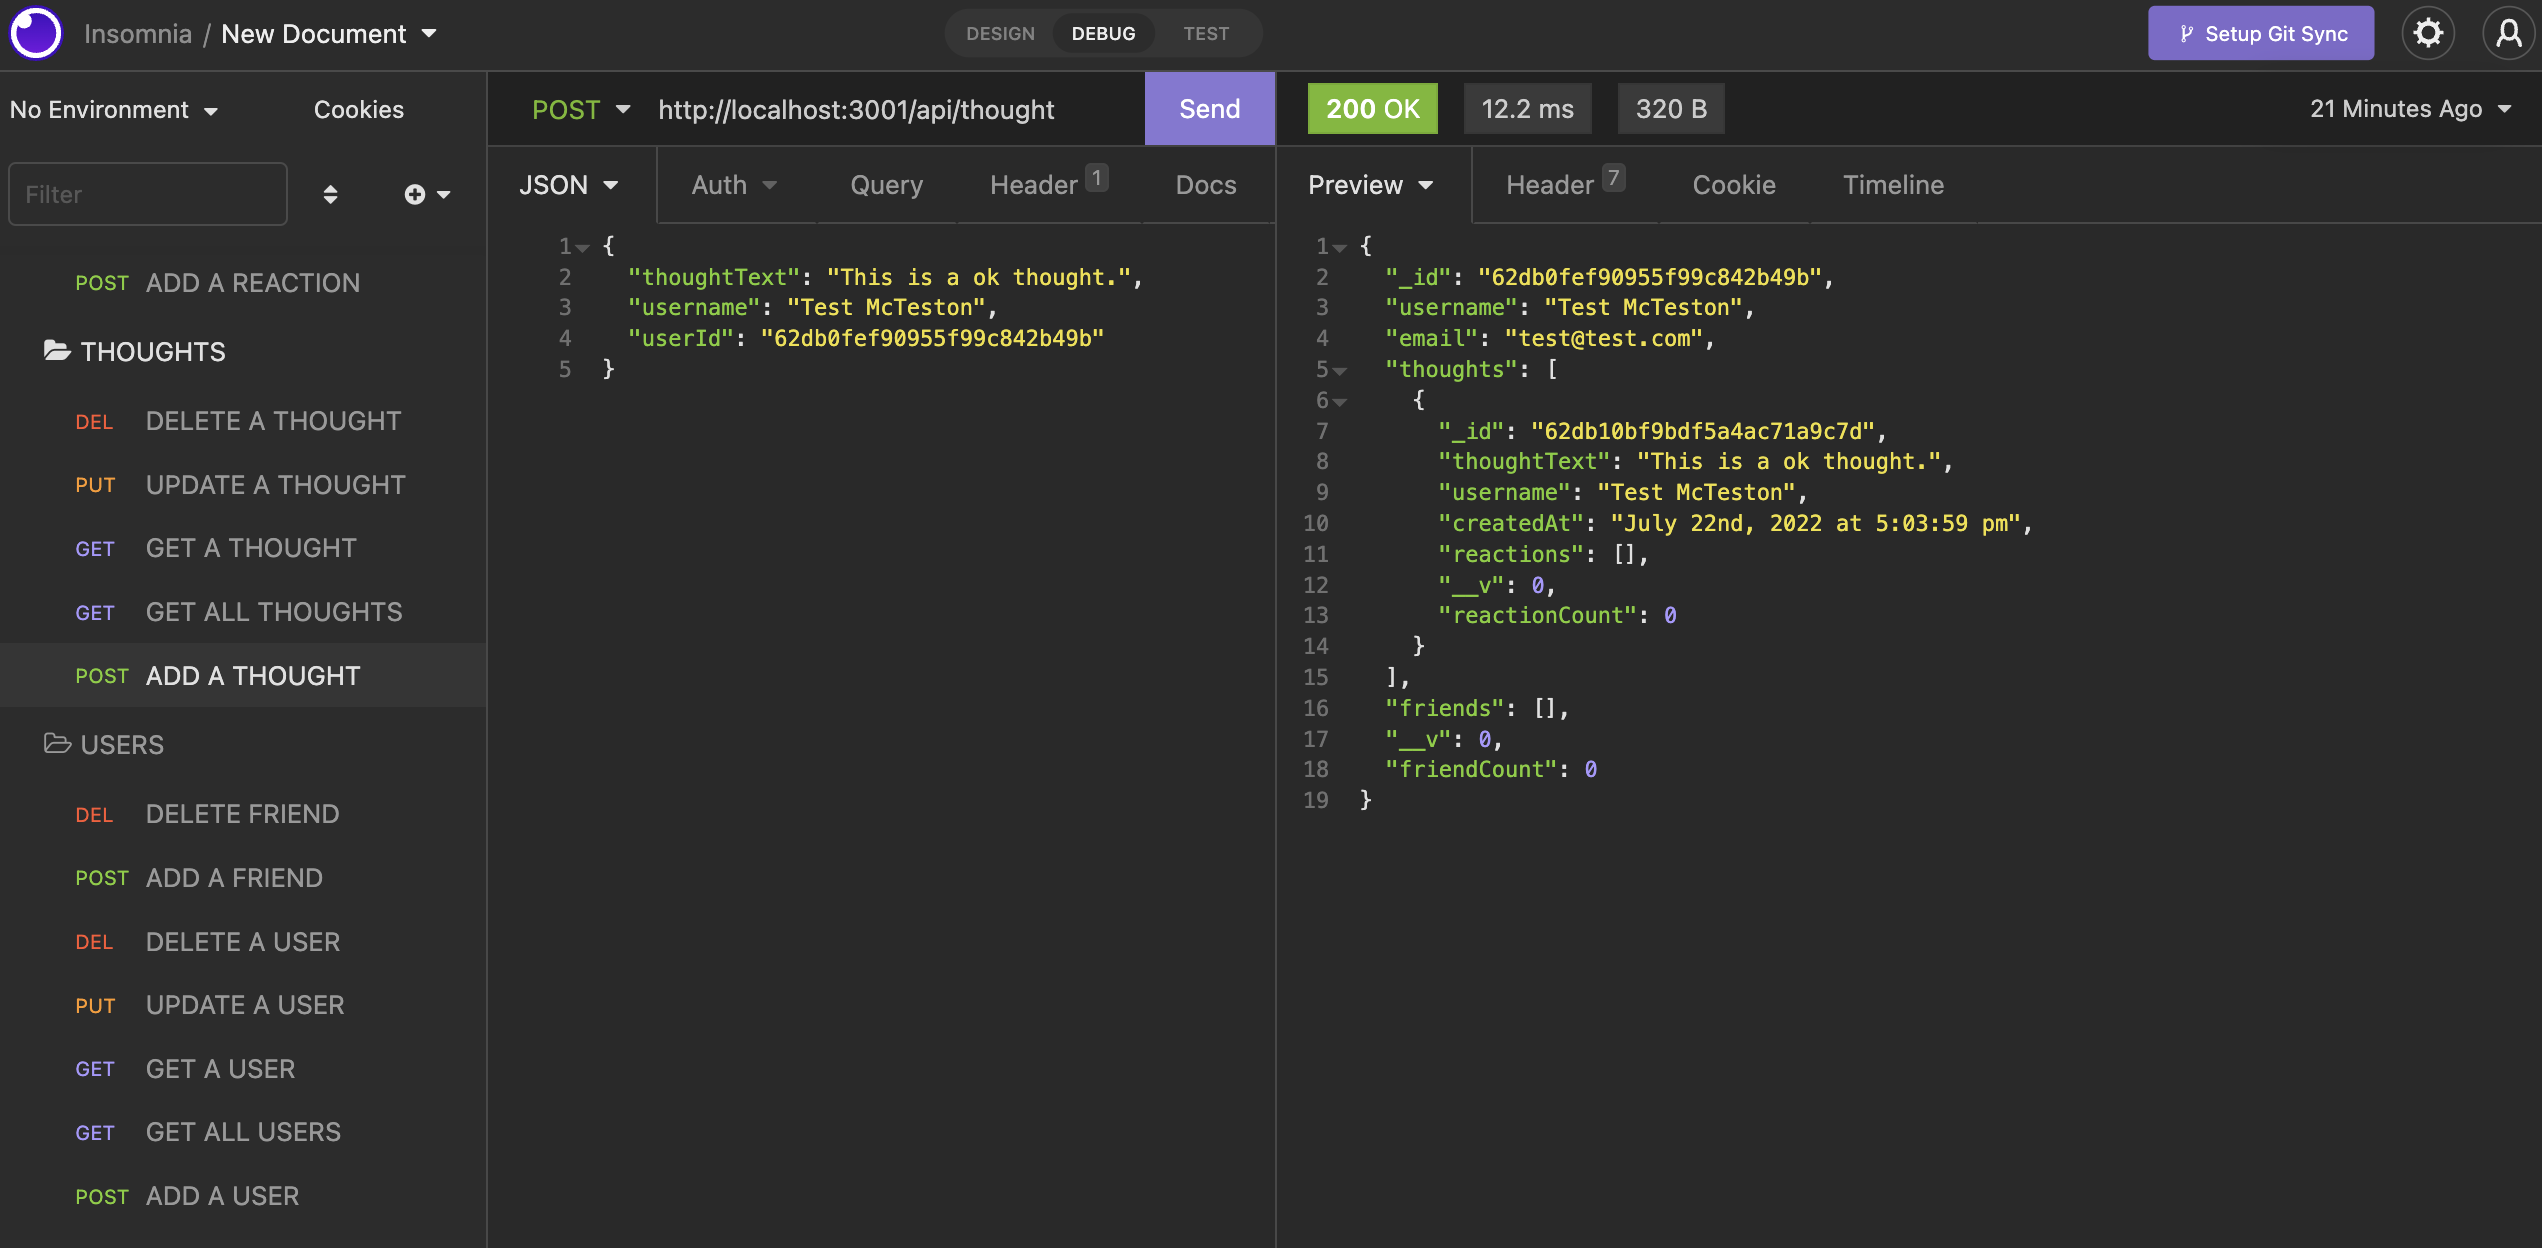 Insomnia / New Document
DESIGN DEBUG TEST
Setup Git Sync
No Environment Cookies
Filter
POST ADD A REACTION
THOUGHTS
DEL DELETE A THOUGHT
PUT UPDATE A THOUGHT
GET GET A THOUGHT
GET GET ALL THOUGHTS
POST ADD A THOUGHT
USERS
DEL DELETE FRIEND
POST ADD A FRIEND
DEL DELETE A USER
PUT UPDATE A USER
GET GET A USER
GET GET ALL USERS
POST ADD A USER
POST http://localhost:3001/api/thought Send
JSON Auth Query Header 1 Docs
1 {
2 "thoughtText": "This is a ok thought.",
3 "username": "Test McTeston",
4 "userId": "62db0fef90955f99c842b49b"
5 }
200 OK 12.2 ms 320 B 21 Minutes Ago
Preview Header 7 Cookie Timeline
1 {
2 "_id": "62db0fef90955f99c842b49b",
3 "username": "Test McTeston",
4 "email": "test@test.com",
5 "thoughts": [
6 {
7 "_id": "62db10bf9bdf5a4ac71a9c7d",
8 "thoughtText": "This is a ok thought.",
9 "username": "Test McTeston",
10 "createdAt": "July 22nd, 2022 at 5:03:59 pm",
11 "reactions": [],
12 "__v": 0,
13 "reactionCount": 0
14 }
15 ],
16 "friends": [],
17 "__v": 0,
18 "friendCount": 0
19 }